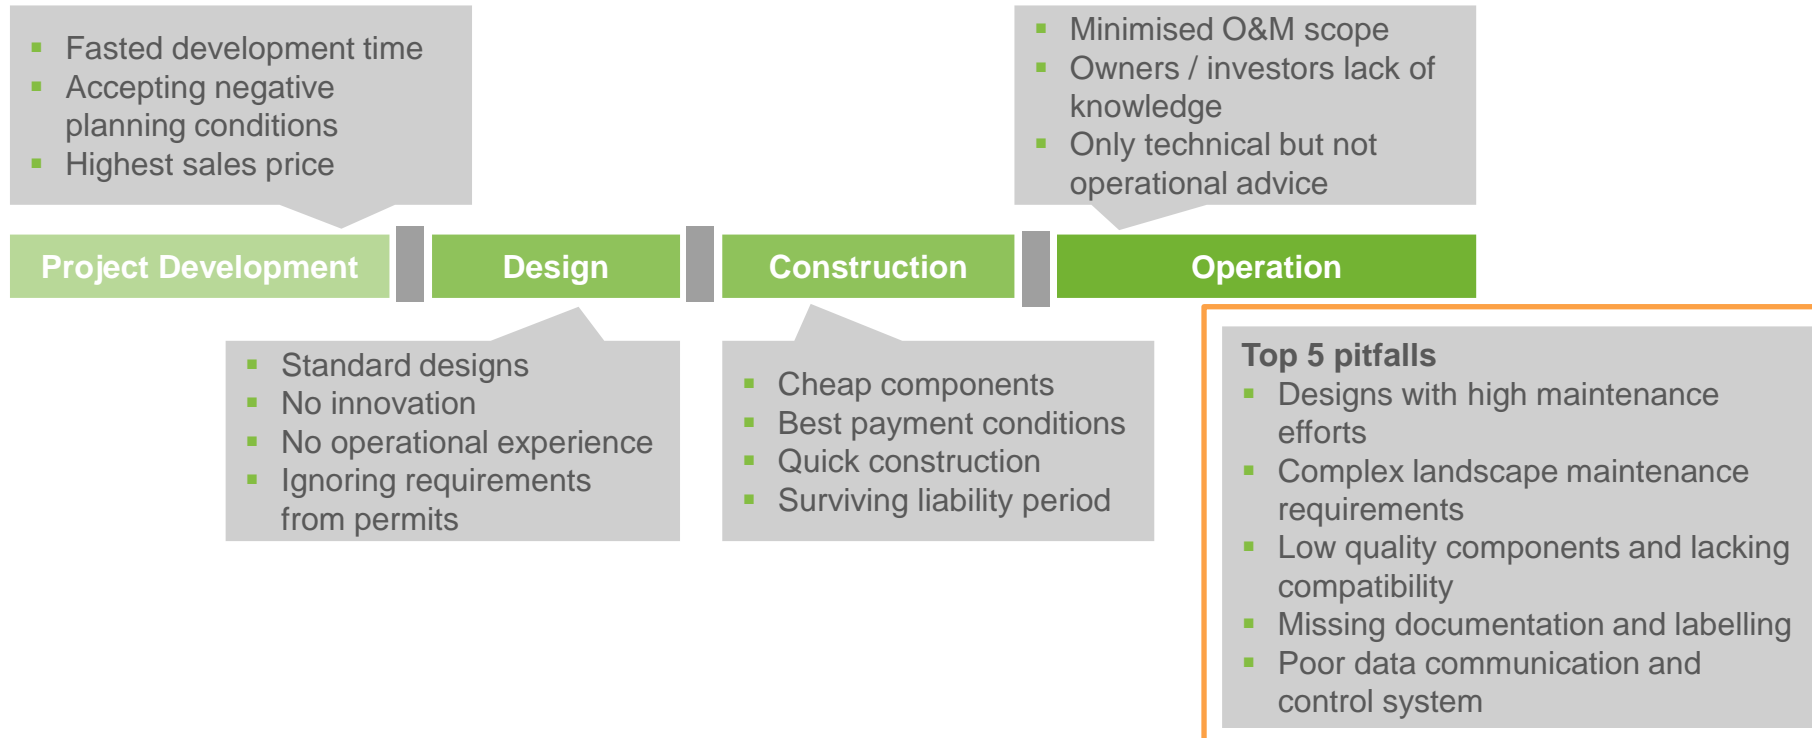 Fasted development time
Accepting negative
planning conditions
Highest sales price
Minimised O&M scope
Owners / investors lack of
knowledge
Only technical but not
operational advice
Project Development
Design
Construction
Operation
Standard designs
No innovation
No operational experience
Ignoring requirements
from permits
Cheap components
Best payment conditions
Quick construction
Surviving liability period
Top 5 pitfalls
Designs with high maintenance
efforts
Complex landscape maintenance
requirements
Low quality components and lacking
compatibility
Missing documentation and labelling
Poor data communication and
control system